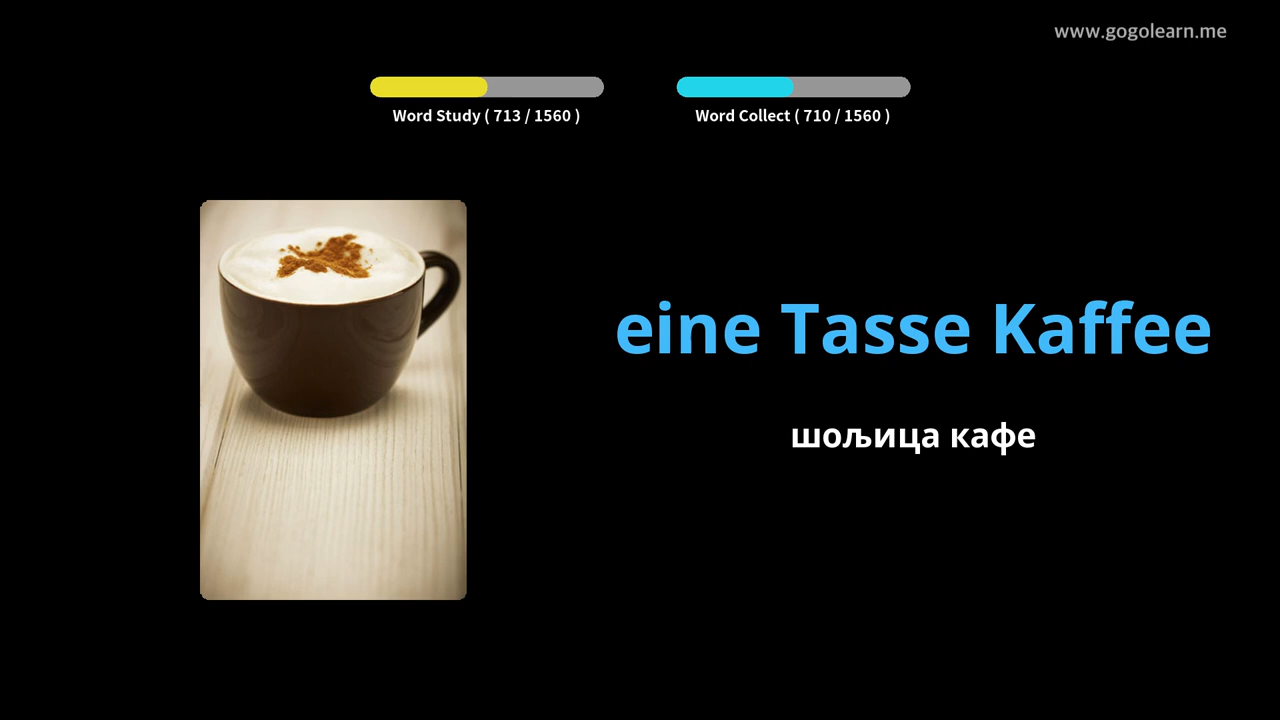 www.gogolearn.me
Word Study ( 713 / 1560 )
Word Collect ( 710 / 1560 )
eine Tasse Kaffee
шољица кафе